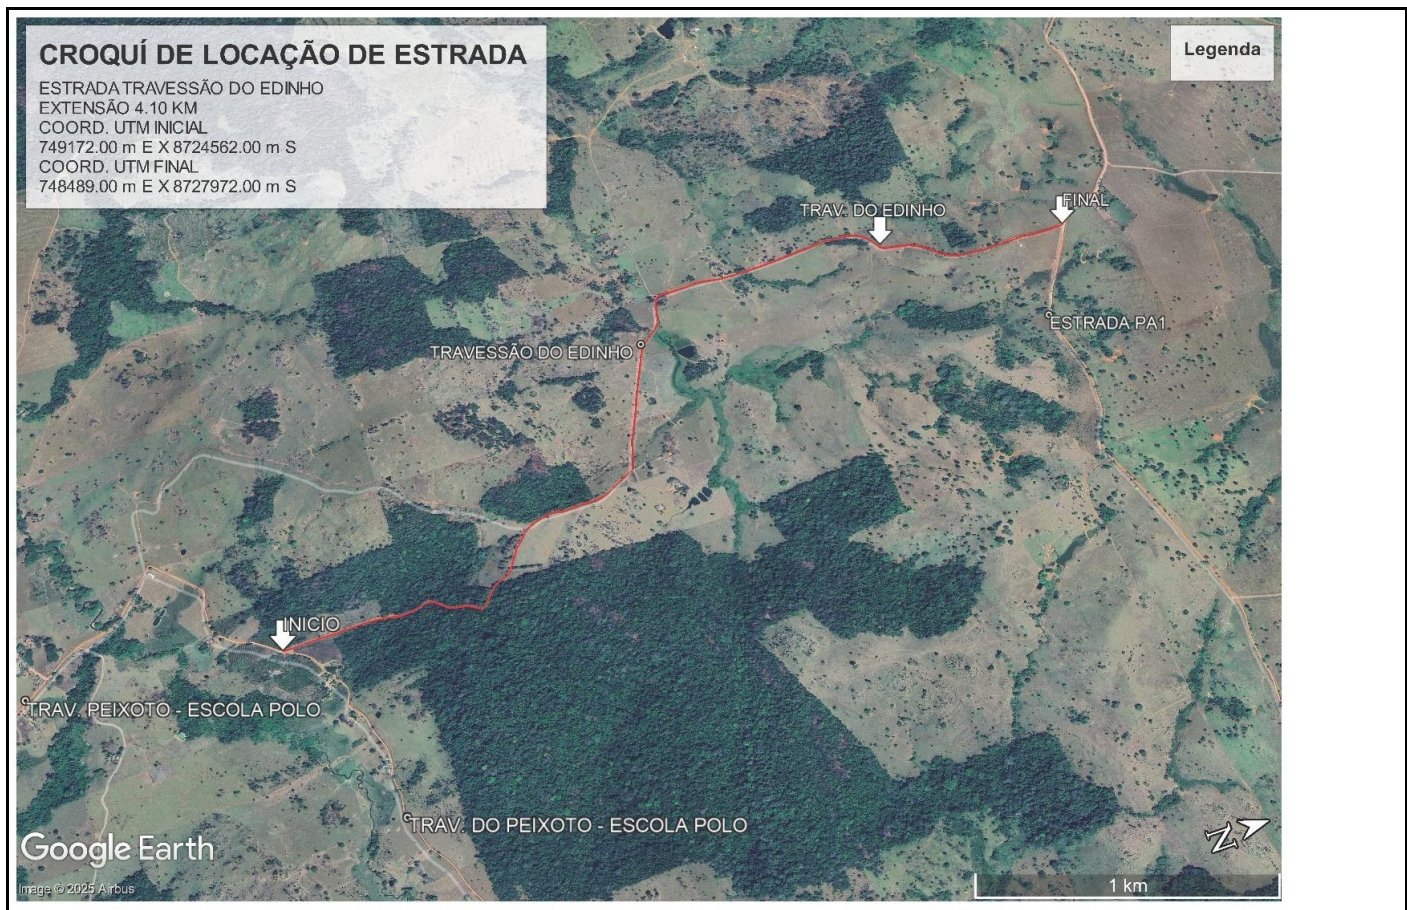 CROQUÍ DE LOCAÇÃO DE ESTRADA
ESTRADA TRAVESSÃO DO EDINHO
EXTENSÃO 4.10 KM
COORD. UTM INICIAL
749172.00 m E X 8724562.00 m S
COORD. UTM FINAL
748489.00 m E X 8727972.00 m S
Legenda
FINAL
TRAV. DO EDINHO
ESTRADA PA1
TRAVESSÃO DO EDINHO
INICIO
TRAV. PEIXOTO - ESCOLA POLO
TRAV. DO PEIXOTO - ESCOLA POLO
Google Earth
Image © 2025 Airbus
N
1 km